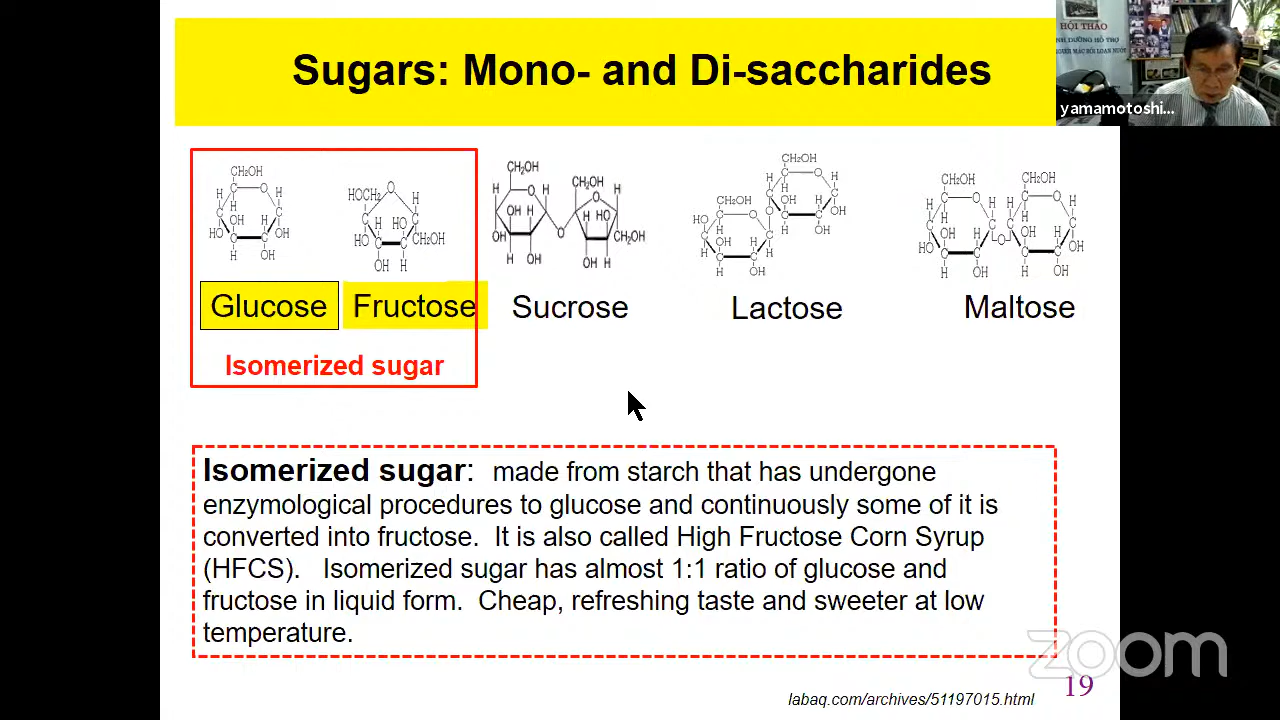 Sugars: Mono- and Di-saccharides
HỘI THẢO
yamamotoshi...
Glucose
Fructose
Sucrose
Lactose
Maltose
Isomerized sugar
Isomerized sugar: made from starch that has undergone
enzymological procedures to glucose and continuously some of it is
converted into fructose. It is also called High Fructose Corn Syrup
(HFCS). Isomerized sugar has almost 1:1 ratio of glucose and
fructose in liquid form. Cheap, refreshing taste and sweeter at low
temperature.
zoom
19
labaq.com/archives/51197015.html